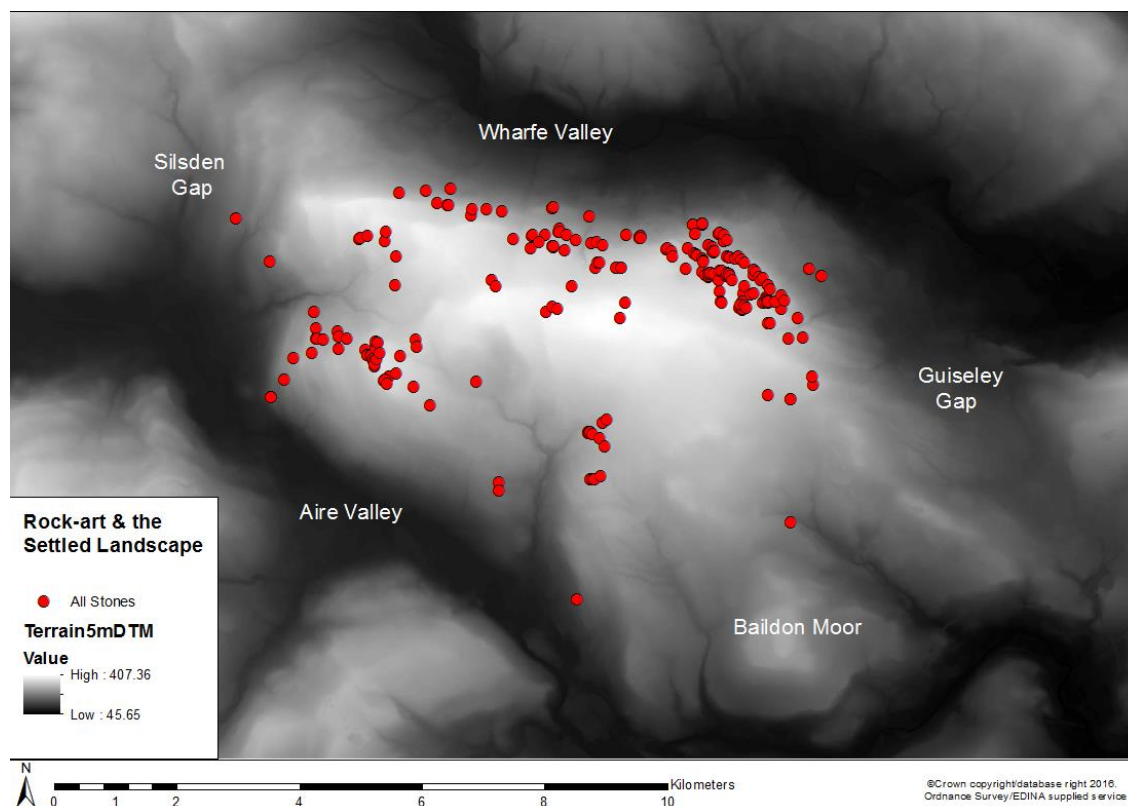 Wharfe Valley
Silsden
Gap
Guiseley
Gap
Aire Valley
Baildon Moor
Rock-art & the
Settled Landscape
All Stones
Terrain5mDTM
Value
High : 407.36
Low : 45.65
N
Kilometers
0 1 2 4 6 8 10
©Crown copyright/database right 2016.
Ordnance Survey/EDINA supplied service